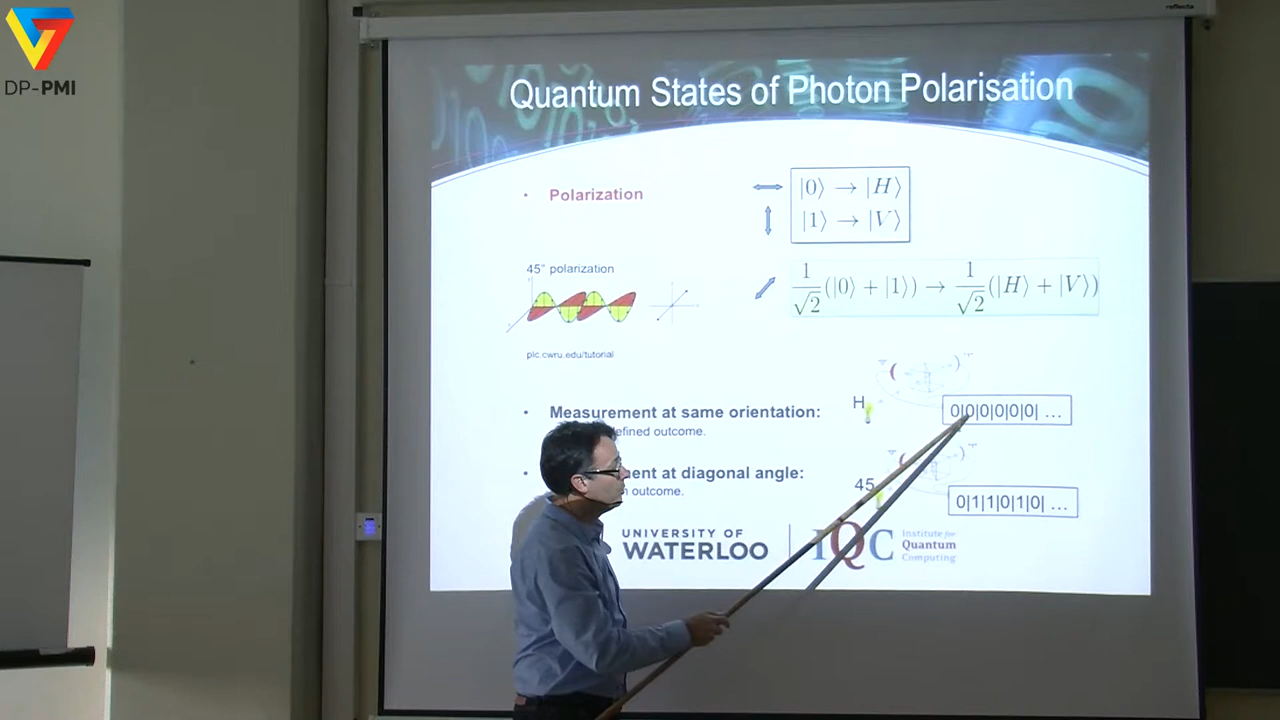 DP-PMI
reflecta
Quantum States of Photon Polarisation
• Polarization
|0⟩ → |H⟩
|1⟩ → |V⟩
45° polarization
1/√2(|0⟩ + |1⟩) → 1/√2(|H⟩ + |V⟩)
plc.cwru.edu/tutorial
• Measurement at same orientation:
efined outcome.
H
0|0|0|0|0|0| ...
• ment at diagonal angle:
outcome.
45
0|1|1|0|1|0| ...
UNIVERSITY OF
WATERLOO
IQC
Institute for
Quantum
Computing